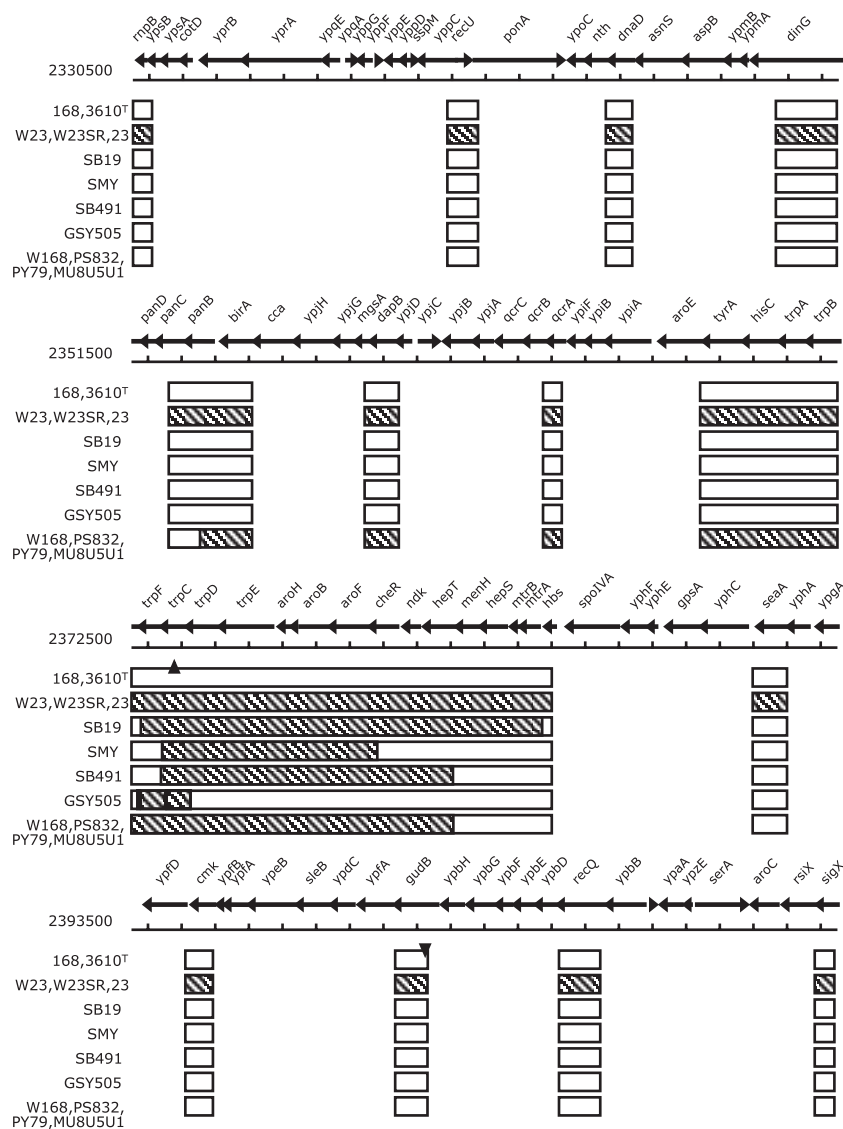 rnpB ypsB ypsA cotD yprB yprA ypqE ypqA yppG yppF yppE yppD sspM yppC recU ponA ypoC nth dnaD asnS aspB ypmB ypmA dinG
2330500
168,3610ᵀ
W23,W23SR,23
SB19
SMY
SB491
GSY505
W168,PS832,
PY79,MU8U5U1
panD panC panB birA cca ypjH ypjG mgsA dapB ypjD ypjC ypjB ypjA qcrC qcrB qcrA ypiF ypiB ypiA aroE tyrA hisC trpA trpB
2351500
168,3610ᵀ
W23,W23SR,23
SB19
SMY
SB491
GSY505
W168,PS832,
PY79,MU8U5U1
trpF trpC trpD trpE aroH aroB aroF cheR ndk hepT menH hepS mtrB mtrA hbs spoIVA yphF yphE gpsA yphC seaA yphA ypgA
2372500
168,3610ᵀ
W23,W23SR,23
SB19
SMY
SB491
GSY505
W168,PS832,
PY79,MU8U5U1
ypfD cmk ypfB ypfA ypeB sleB ypdC ypfA gudB ypbH ypbG ypbF ypbE ypbD recQ ypbB ypaA ypzE serA aroC rsiX sigX
2393500
168,3610ᵀ
W23,W23SR,23
SB19
SMY
SB491
GSY505
W168,PS832,
PY79,MU8U5U1